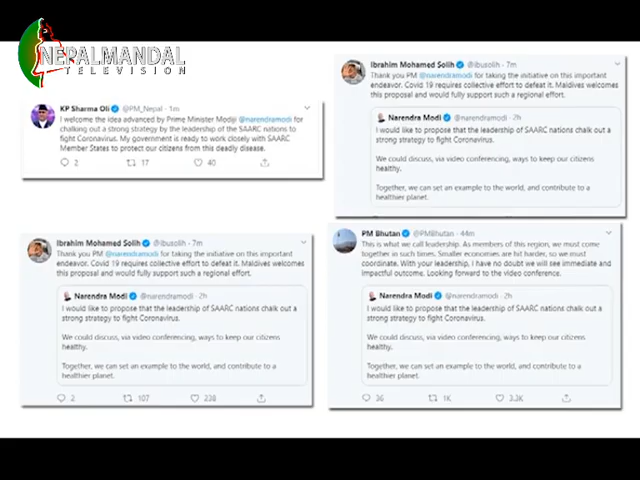 NEPALMANDAL
TELEVISION
KP Sharma Oli @PM_Nepal · 1m
I welcome the idea advanced by Prime Minister Modiji @narendramodi for
chalking out a strong strategy by the leadership of the SAARC nations to
fight Coronavirus. My government is ready to work closely with SAARC
Member States to protect our citizens from this deadly disease.
2 17 40
Ibrahim Mohamed Solih @ibusolih · 7m
Thank you PM @narendramodi for taking the initiative on this important
endeavor. Covid 19 requires collective effort to defeat it. Maldives welcomes
this proposal and would fully support such a regional effort.
Narendra Modi @narendramodi · 2h
I would like to propose that the leadership of SAARC nations chalk out a
strong strategy to fight Coronavirus.
We could discuss, via video conferencing, ways to keep our citizens
healthy.
Together, we can set an example to the world, and contribute to a
healthier planet.
Ibrahim Mohamed Solih @ibusolih · 7m
Thank you PM @narendramodi for taking the initiative on this important
endeavor. Covid 19 requires collective effort to defeat it. Maldives welcomes
this proposal and would fully support such a regional effort.
Narendra Modi @narendramodi · 2h
I would like to propose that the leadership of SAARC nations chalk out a
strong strategy to fight Coronavirus.
We could discuss, via video conferencing, ways to keep our citizens
healthy.
Together, we can set an example to the world, and contribute to a
healthier planet.
2 107 238
PM Bhutan @PMBhutan · 44m
This is what we call leadership. As members of this region, we must come
together in such times. Smaller economies are hit harder, so we must
coordinate. With your leadership, I have no doubt we will see immediate and
impactful outcome. Looking forward to the video conference.
Narendra Modi @narendramodi · 2h
I would like to propose that the leadership of SAARC nations chalk out a
strong strategy to fight Coronavirus.
We could discuss, via video conferencing, ways to keep our citizens
healthy.
Together, we can set an example to the world, and contribute to a
healthier planet.
36 1K 3.3K